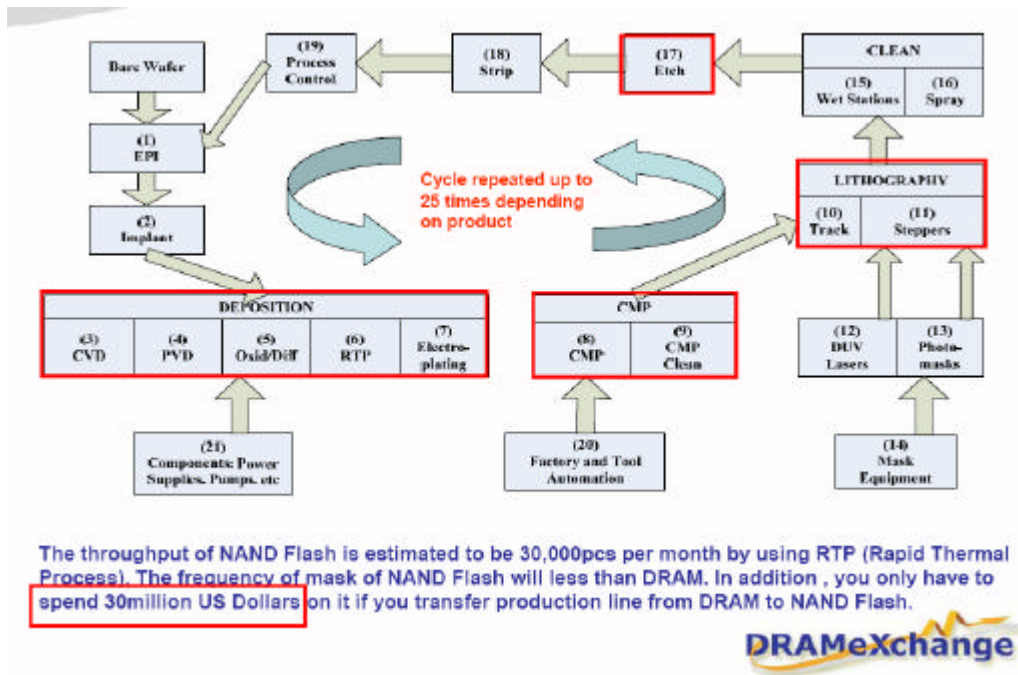 Bare Wafer
(19)
Process
Control
(18)
Strip
(17)
Etch
CLEAN
(15)
Wet Stations
(16)
Spray
(1)
EPI
(2)
Implant
Cycle repeated up to
25 times depending
on product
LITHOGRAPHY
(10)
Track
(11)
Steppers
DEPOSITION
(3)
CVD
(4)
PVD
(5)
Oxid/Diff
(6)
RTP
(7)
Electro-
plating
CMP
(8)
CMP
(9)
CMP
Clean
(12)
DUV
Lasers
(13)
Photo-
masks
(21)
Components: Power
Supplies. Pumps. etc
(20)
Factory and Tool
Automation
(14)
Mask
Equipment
The throughput of NAND Flash is estimated to be 30,000pcs per month by using RTP (Rapid Thermal
Process). The frequency of mask of NAND Flash will less than DRAM. In addition , you only have to
spend 30million US Dollars on it if you transfer production line from DRAM to NAND Flash.
DRAMeXchange